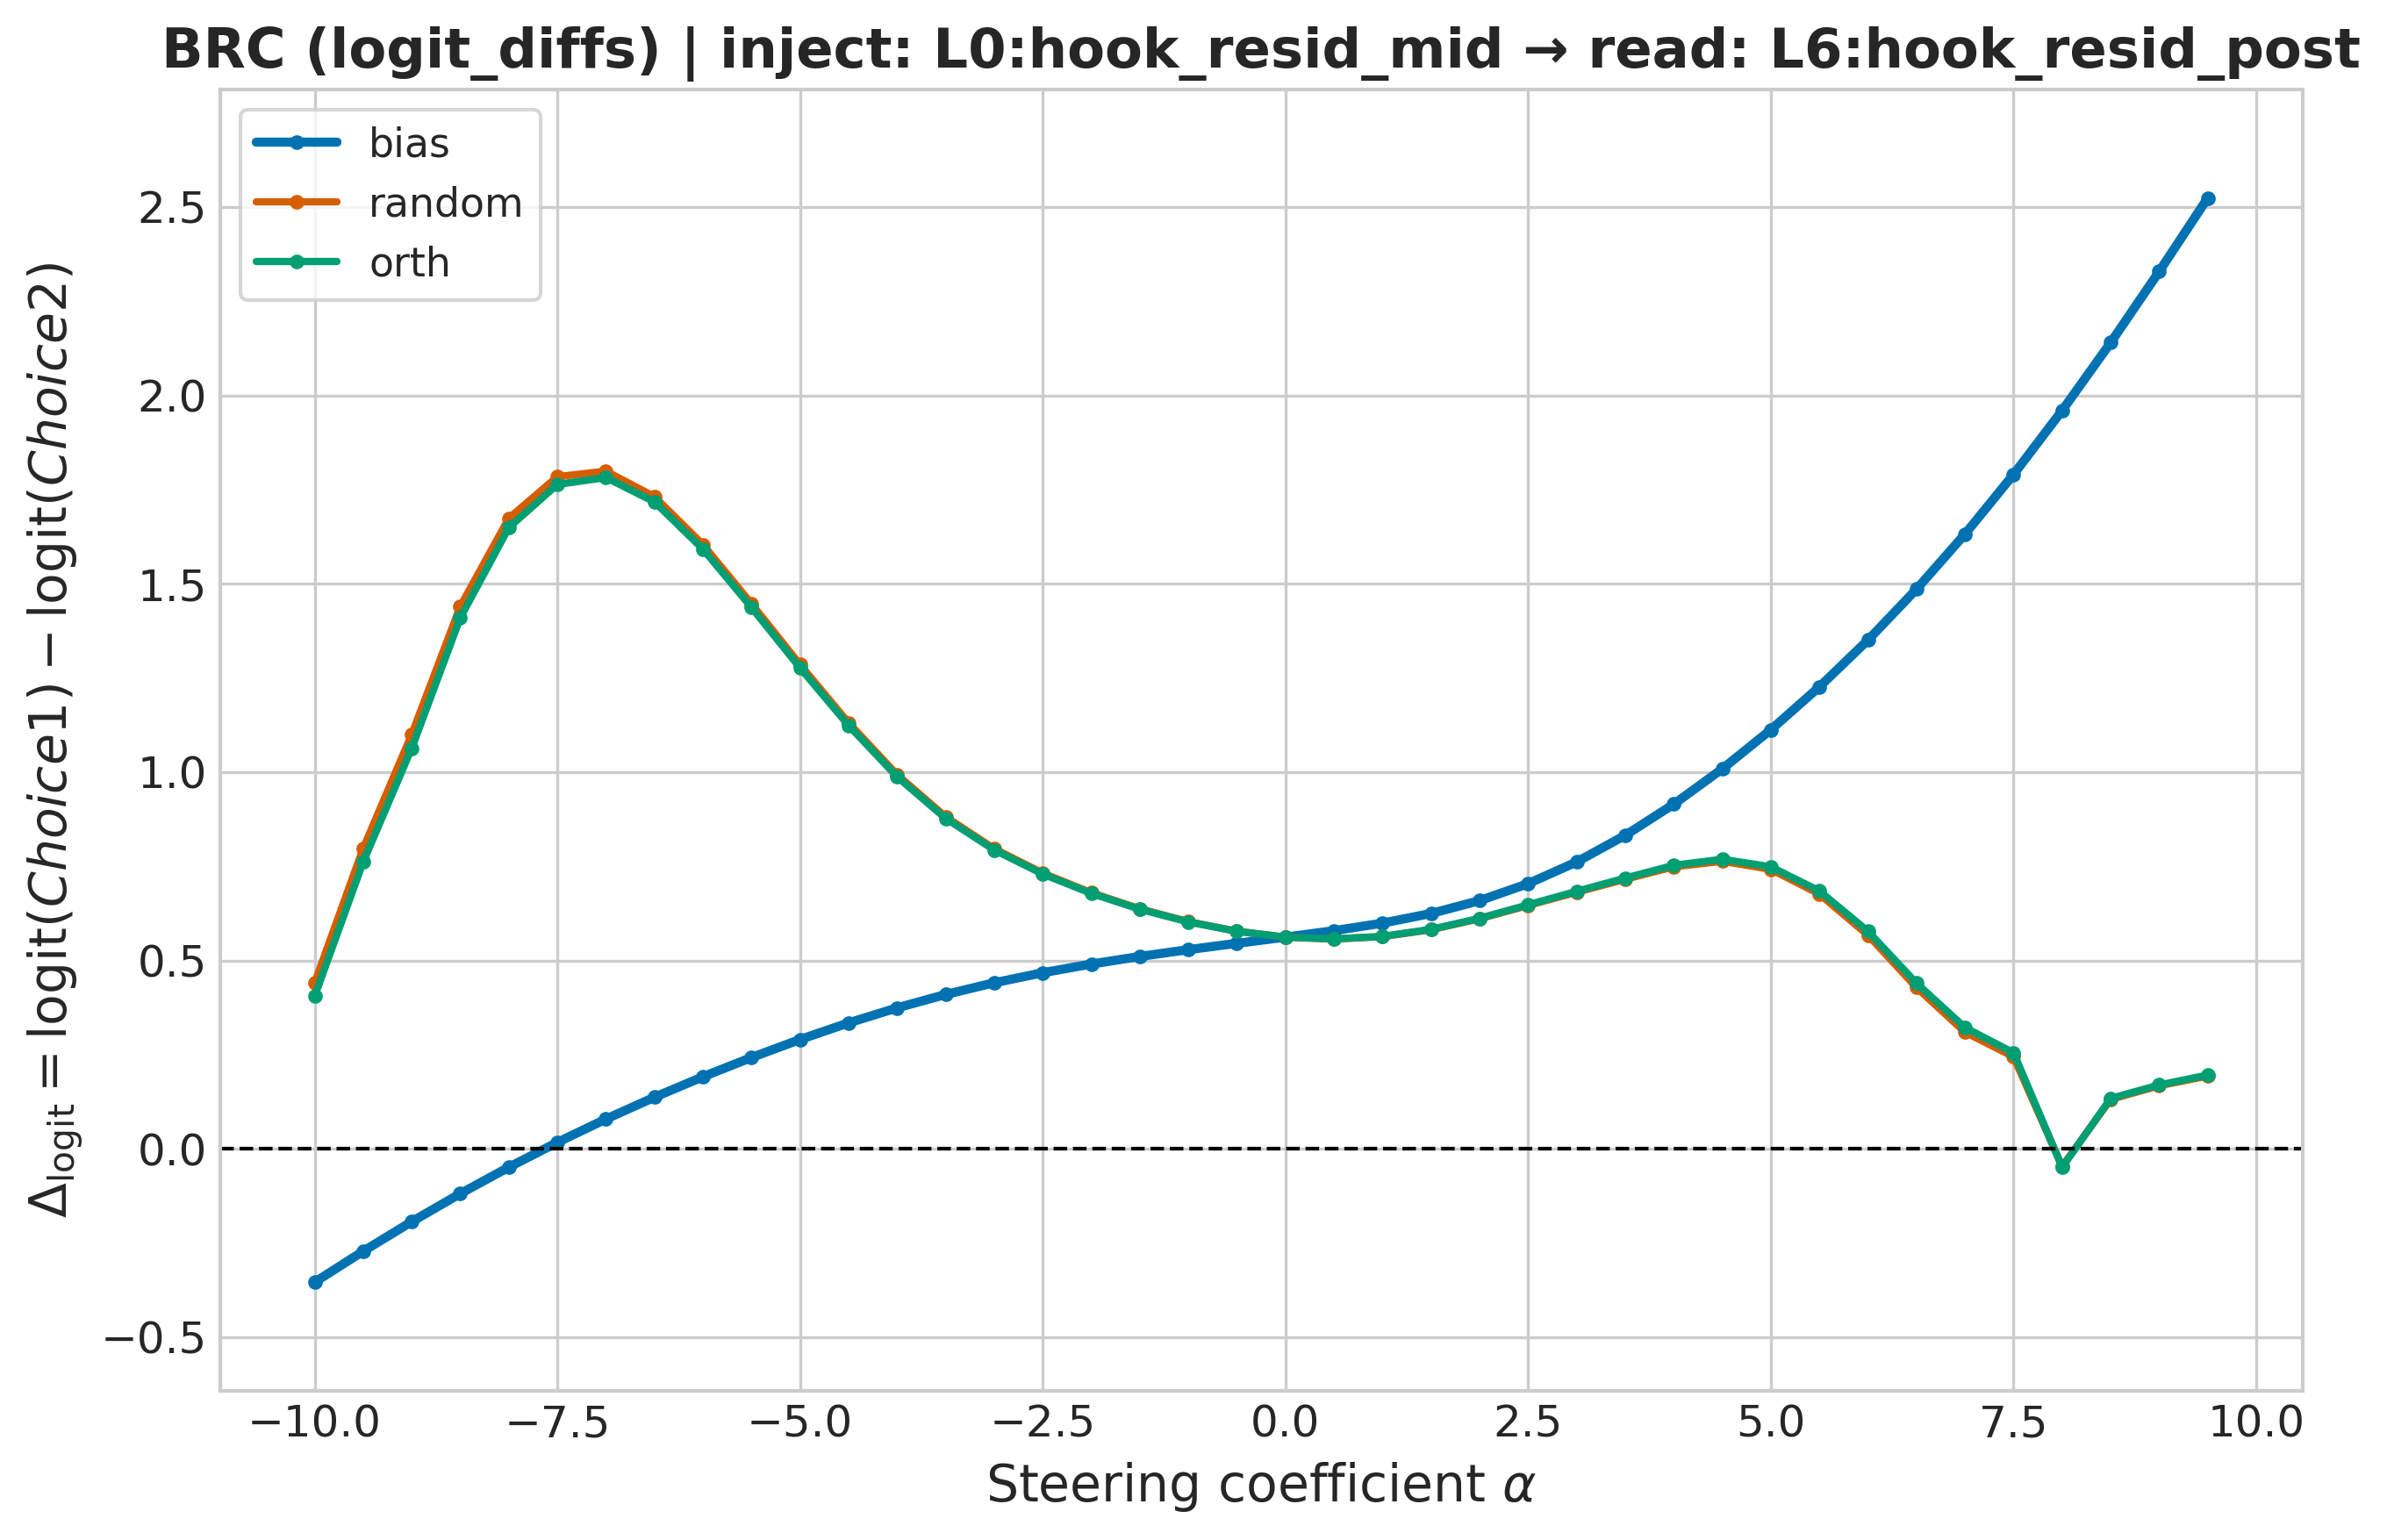 BRC (logit_diffs) | inject: L0:hook_resid_mid → read: L6:hook_resid_post
bias
random
orth
Δlogit = logit(Choice1) − logit(Choice2)
2.5
2.0
1.5
1.0
0.5
0.0
−0.5
−10.0 −7.5 −5.0 −2.5 0.0 2.5 5.0 7.5 10.0
Steering coefficient α